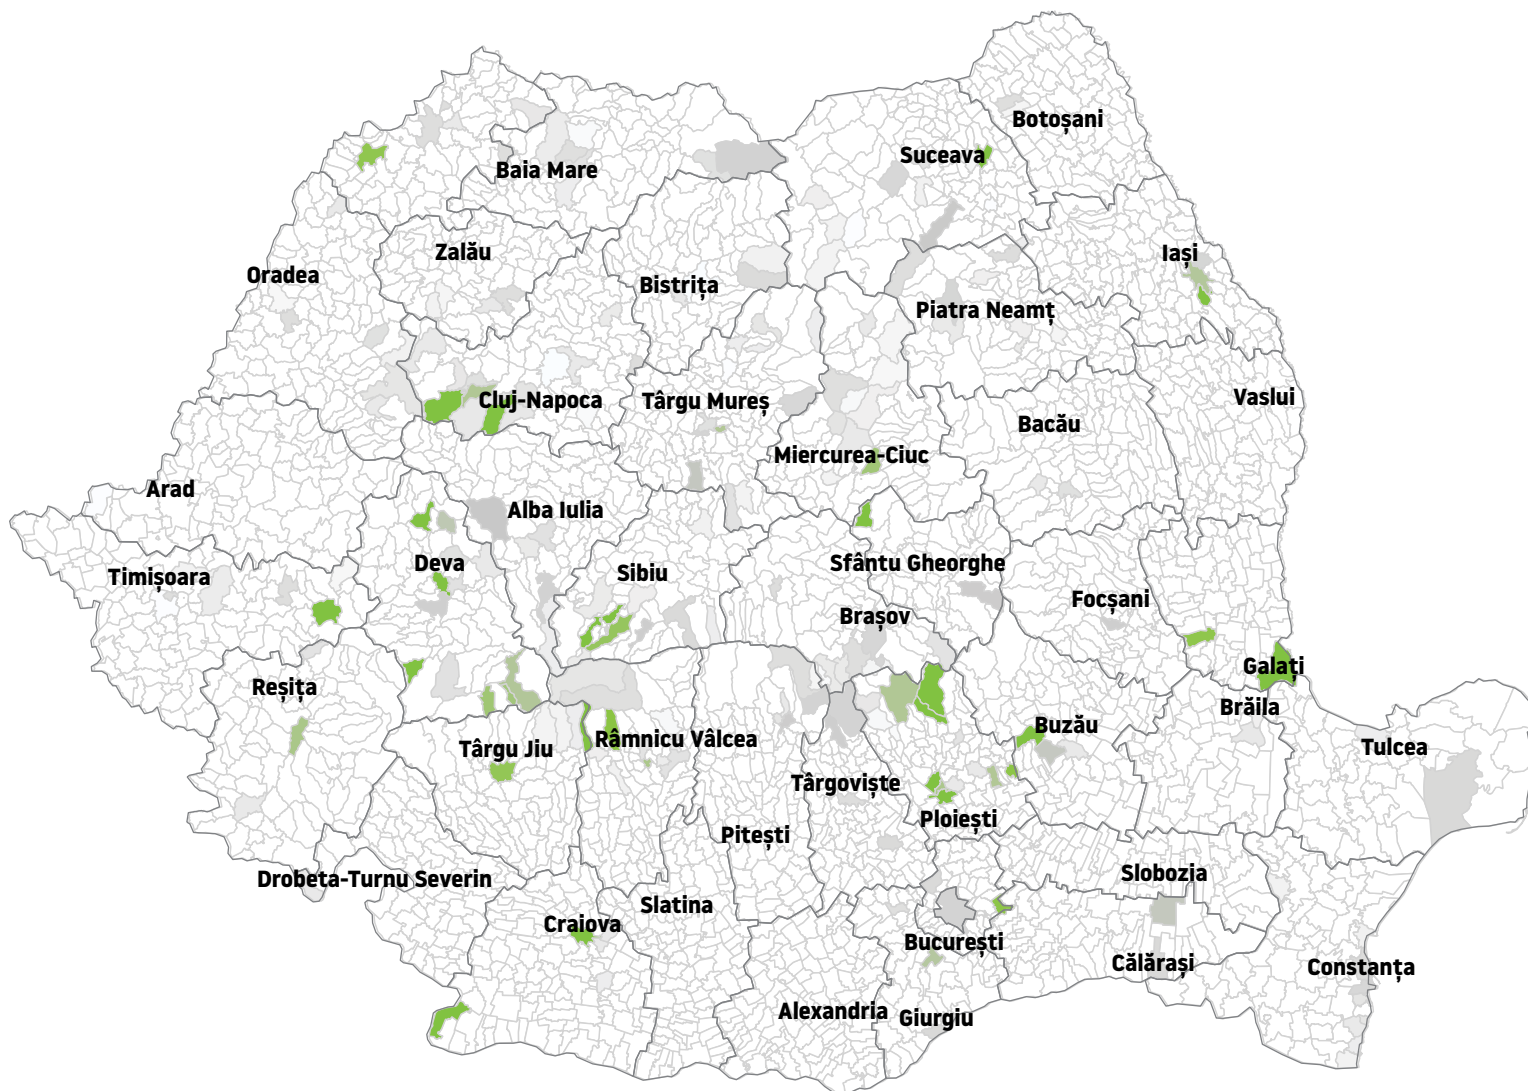 Botoșani
Suceava
Baia Mare
Zalău
Iași
Oradea
Bistrița
Piatra Neamț
Cluj-Napoca
Târgu Mureș
Vaslui
Bacău
Miercurea-Ciuc
Arad
Alba Iulia
Deva
Sfântu Gheorghe
Sibiu
Timișoara
Focșani
Brașov
Galați
Reșița
Brăila
Buzău
Râmnicu Vâlcea
Târgu Jiu
Tulcea
Târgoviște
Ploiești
Pitești
Slobozia
Drobeta-Turnu Severin
Slatina
Craiova
București
Călărași
Constanța
Alexandria
Giurgiu